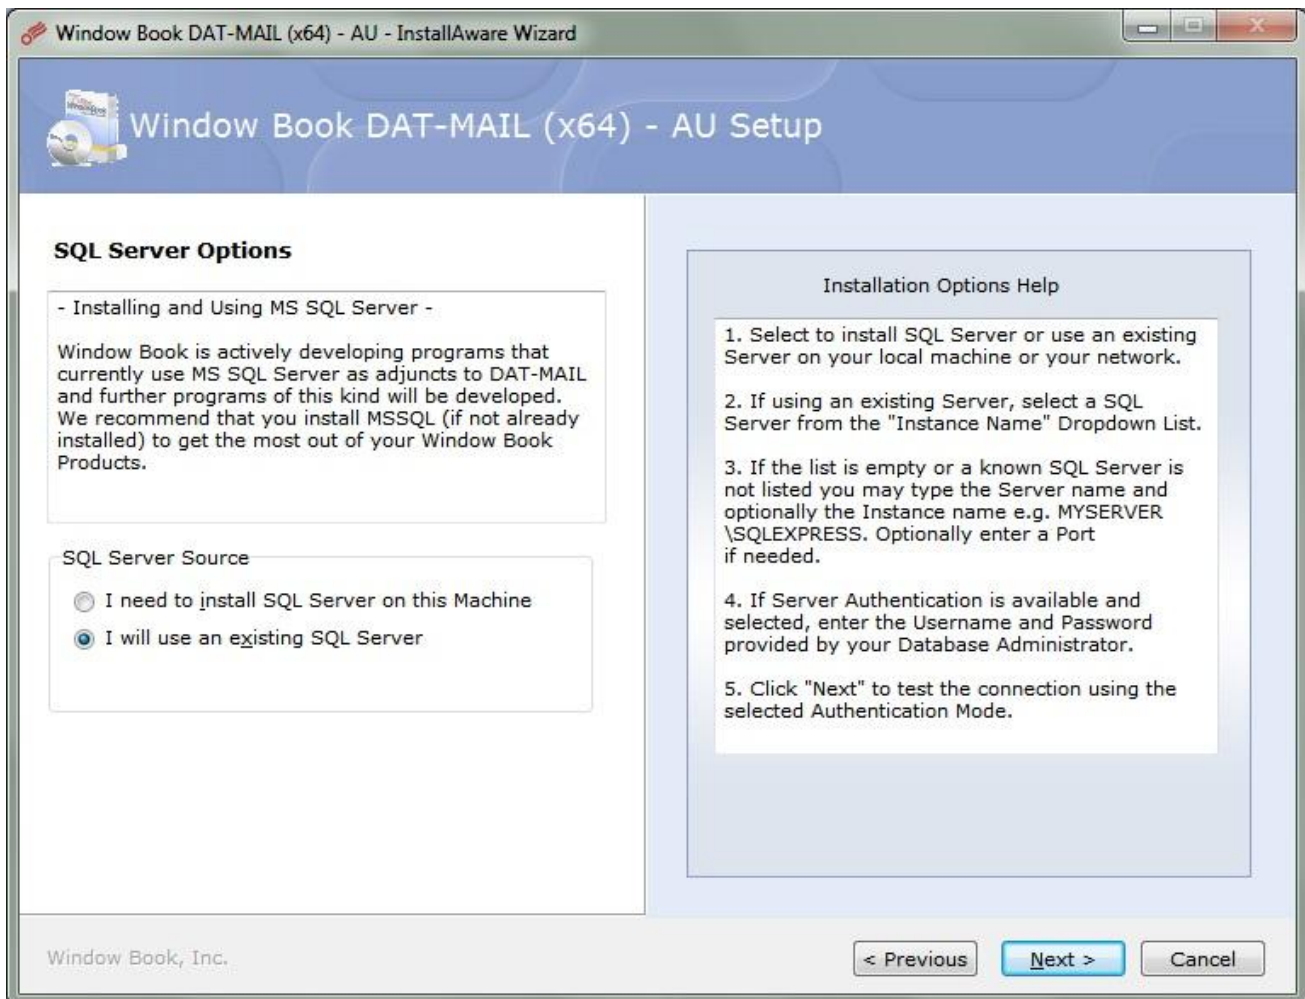 Window Book DAT-MAIL (x64) - AU - InstallAware Wizard
Window Book DAT-MAIL (x64) - AU Setup
SQL Server Options
- Installing and Using MS SQL Server -
Window Book is actively developing programs that
currently use MS SQL Server as adjuncts to DAT-MAIL
and further programs of this kind will be developed.
We recommend that you install MSSQL (if not already
installed) to get the most out of your Window Book
Products.
SQL Server Source
I need to install SQL Server on this Machine
I will use an existing SQL Server
Installation Options Help
1. Select to install SQL Server or use an existing
Server on your local machine or your network.
2. If using an existing Server, select a SQL
Server from the "Instance Name" Dropdown List.
3. If the list is empty or a known SQL Server is
not listed you may type the Server name and
optionally the Instance name e.g. MYSERVER
\SQLEXPRESS. Optionally enter a Port
if needed.
4. If Server Authentication is available and
selected, enter the Username and Password
provided by your Database Administrator.
5. Click "Next" to test the connection using the
selected Authentication Mode.
Window Book, Inc.
< Previous
Next >
Cancel